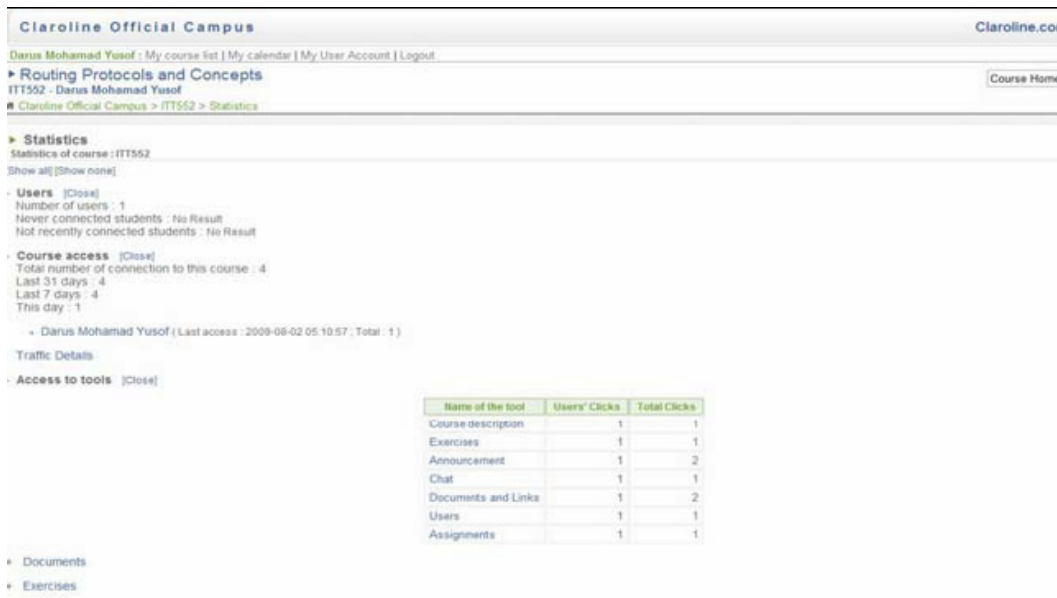 Claroline Official Campus Claroline.co
Darus Mohamad Yusof : My course list | My calendar | My User Account | Logout
Routing Protocols and Concepts Course Home
ITT552 - Darus Mohamad Yusof
Claroline Official Campus > ITT552 > Statistics
Statistics
Statistics of course : ITT552
[Show all] [Show none]
- Users [Close]
Number of users : 1
Never connected students : No Result
Not recently connected students : No Result
- Course access [Close]
Total number of connection to this course : 4
Last 31 days : 4
Last 7 days : 4
This day : 1
Darus Mohamad Yusof ( Last access : 2009-08-02 05:10:57 ; Total : 1 )
Traffic Details
- Access to tools [Close]
Name of the tool Users' Clicks Total Clicks
Course description 1 1
Exercises 1 1
Announcement 1 2
Chat 1 1
Documents and Links 1 2
Users 1 1
Assignments 1 1
+ Documents
+ Exercises